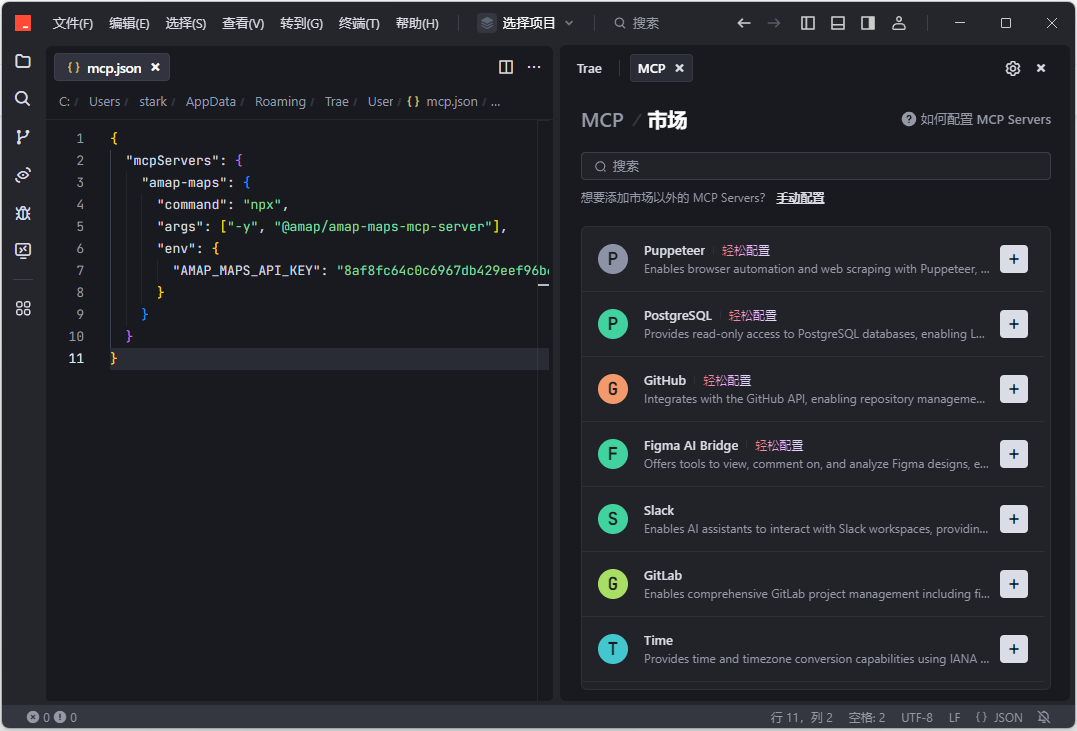 文件(F) 编辑(E) 选择(S) 查看(V) 转到(G) 终端(T) 帮助(H) 选择项目 搜索
{} mcp.json
C: / Users / stark / AppData / Roaming / Trae / User / {} mcp.json / ...
1 {
2 "mcpServers": {
3 "amap-maps": {
4 "command": "npx",
5 "args": ["-y", "@amap/amap-maps-mcp-server"],
6 "env": {
7 "AMAP_MAPS_API_KEY": "8af8fc64c0c6967db429eef96b
8 }
9 }
10 }
11 }
Trae MCP
MCP / 市场
如何配置 MCP Servers
搜索
想要添加市场以外的 MCP Servers? 手动配置
P
Puppeteer 轻松配置
Enables browser automation and web scraping with Puppeteer, ...
P
PostgreSQL 轻松配置
Provides read-only access to PostgreSQL databases, enabling L...
G
GitHub 轻松配置
Integrates with the GitHub API, enabling repository manageme...
F
Figma AI Bridge 轻松配置
Offers tools to view, comment on, and analyze Figma designs, e...
S
Slack
Enables AI assistants to interact with Slack workspaces, providin...
G
GitLab
Enables comprehensive GitLab project management including fi...
T
Time
Provides time and timezone conversion capabilities using IANA ...
0 0
行 11, 列 2 空格: 2 UTF-8 LF {} JSON